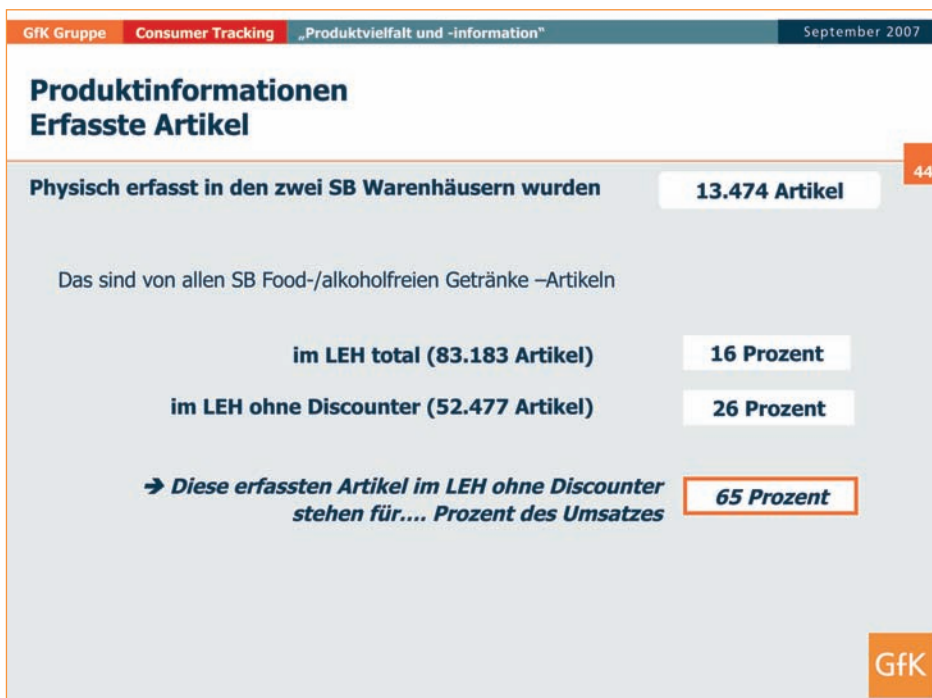 GfK Gruppe Consumer Tracking „Produktvielfalt und -information“ September 2007
Produktinformationen
Erfasste Artikel
44
Physisch erfasst in den zwei SB Warenhäusern wurden 13.474 Artikel
Das sind von allen SB Food-/alkoholfreien Getränke –Artikeln
im LEH total (83.183 Artikel) 16 Prozent
im LEH ohne Discounter (52.477 Artikel) 26 Prozent
➔ Diese erfassten Artikel im LEH ohne Discounter
stehen für.... Prozent des Umsatzes 65 Prozent
GfK